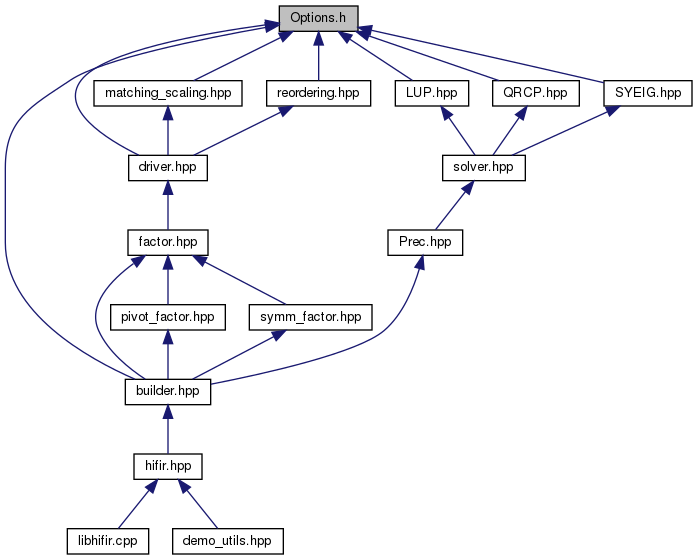 Options.h
matching_scaling.hpp
reordering.hpp
LUP.hpp
QRCP.hpp
SYEIG.hpp
driver.hpp
solver.hpp
factor.hpp
Prec.hpp
pivot_factor.hpp
symm_factor.hpp
builder.hpp
hifir.hpp
libhifir.cpp
demo_utils.hpp